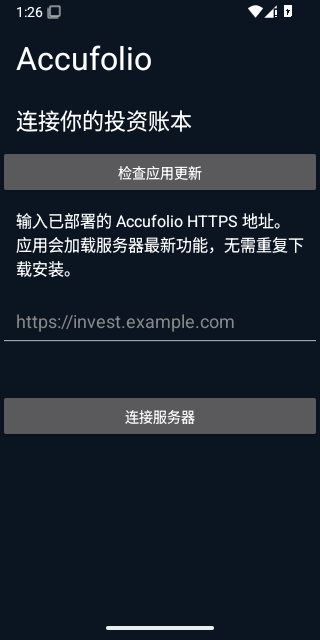 1:26
Accufolio
连接你的投资账本
检查应用更新
输入已部署的 Accufolio HTTPS 地址。
应用会加载服务器最新功能，无需重复下
载安装。
https://invest.example.com
连接服务器